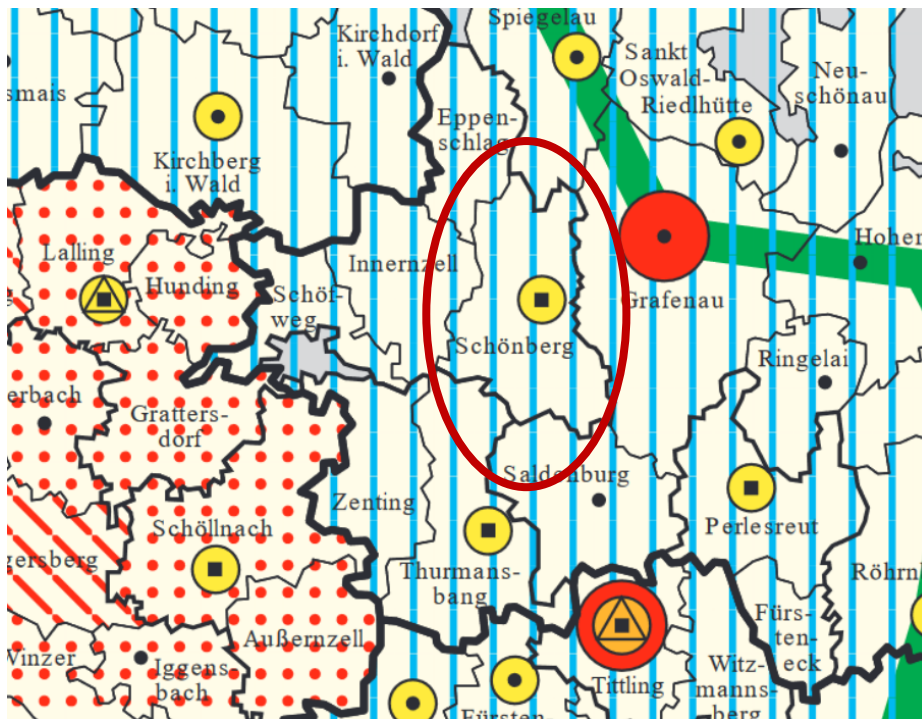 Spiegelau
Kirchdorf
i. Wald
Sankt
Oswald-
Riedlhütte
Neu-
schönau
smais
Eppen-
schlag
Kirchberg
i. Wald
Lalling
Hunding
Innernzell
Schöf-
weg
Hohen
Grafenau
Schönberg
Ringelai
erbach
Gratters-
dorf
Saldenburg
Zenting
Perlesreut
Schöllnach
gersberg
Thurmans-
bang
Röhrn
Außernzell
Fürs-
ten-
eck
Winzer
Iggens-
bach
Tittling
Witz-
manns-
berg
Fürsten-